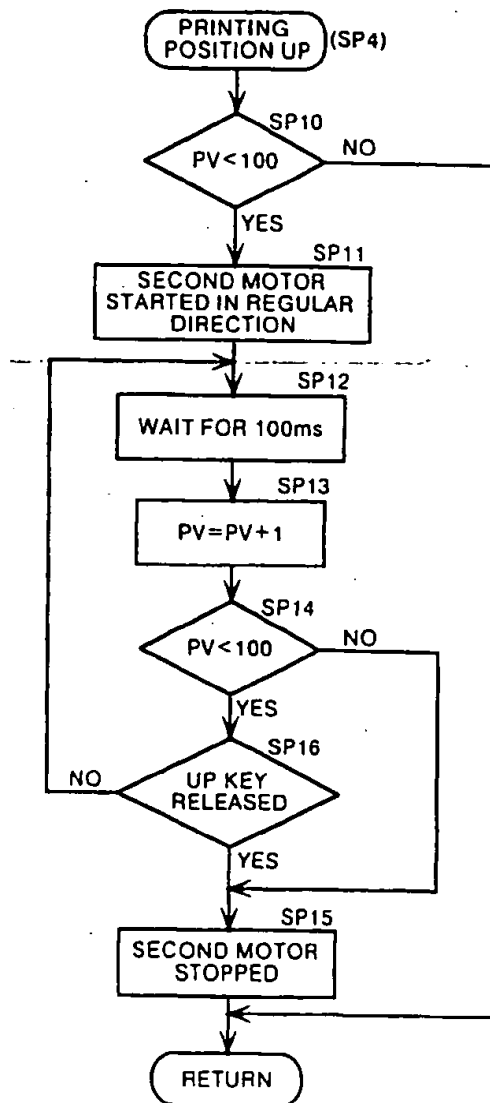 PRINTING
POSITION UP
(SP4)
SP10
PV<100
NO
YES
SP11
SECOND MOTOR
STARTED IN REGULAR
DIRECTION
SP12
WAIT FOR 100ms
SP13
PV=PV+1
SP14
PV<100
NO
YES
SP16
NO
UP KEY
RELEASED
YES
SP15
SECOND MOTOR
STOPPED
RETURN